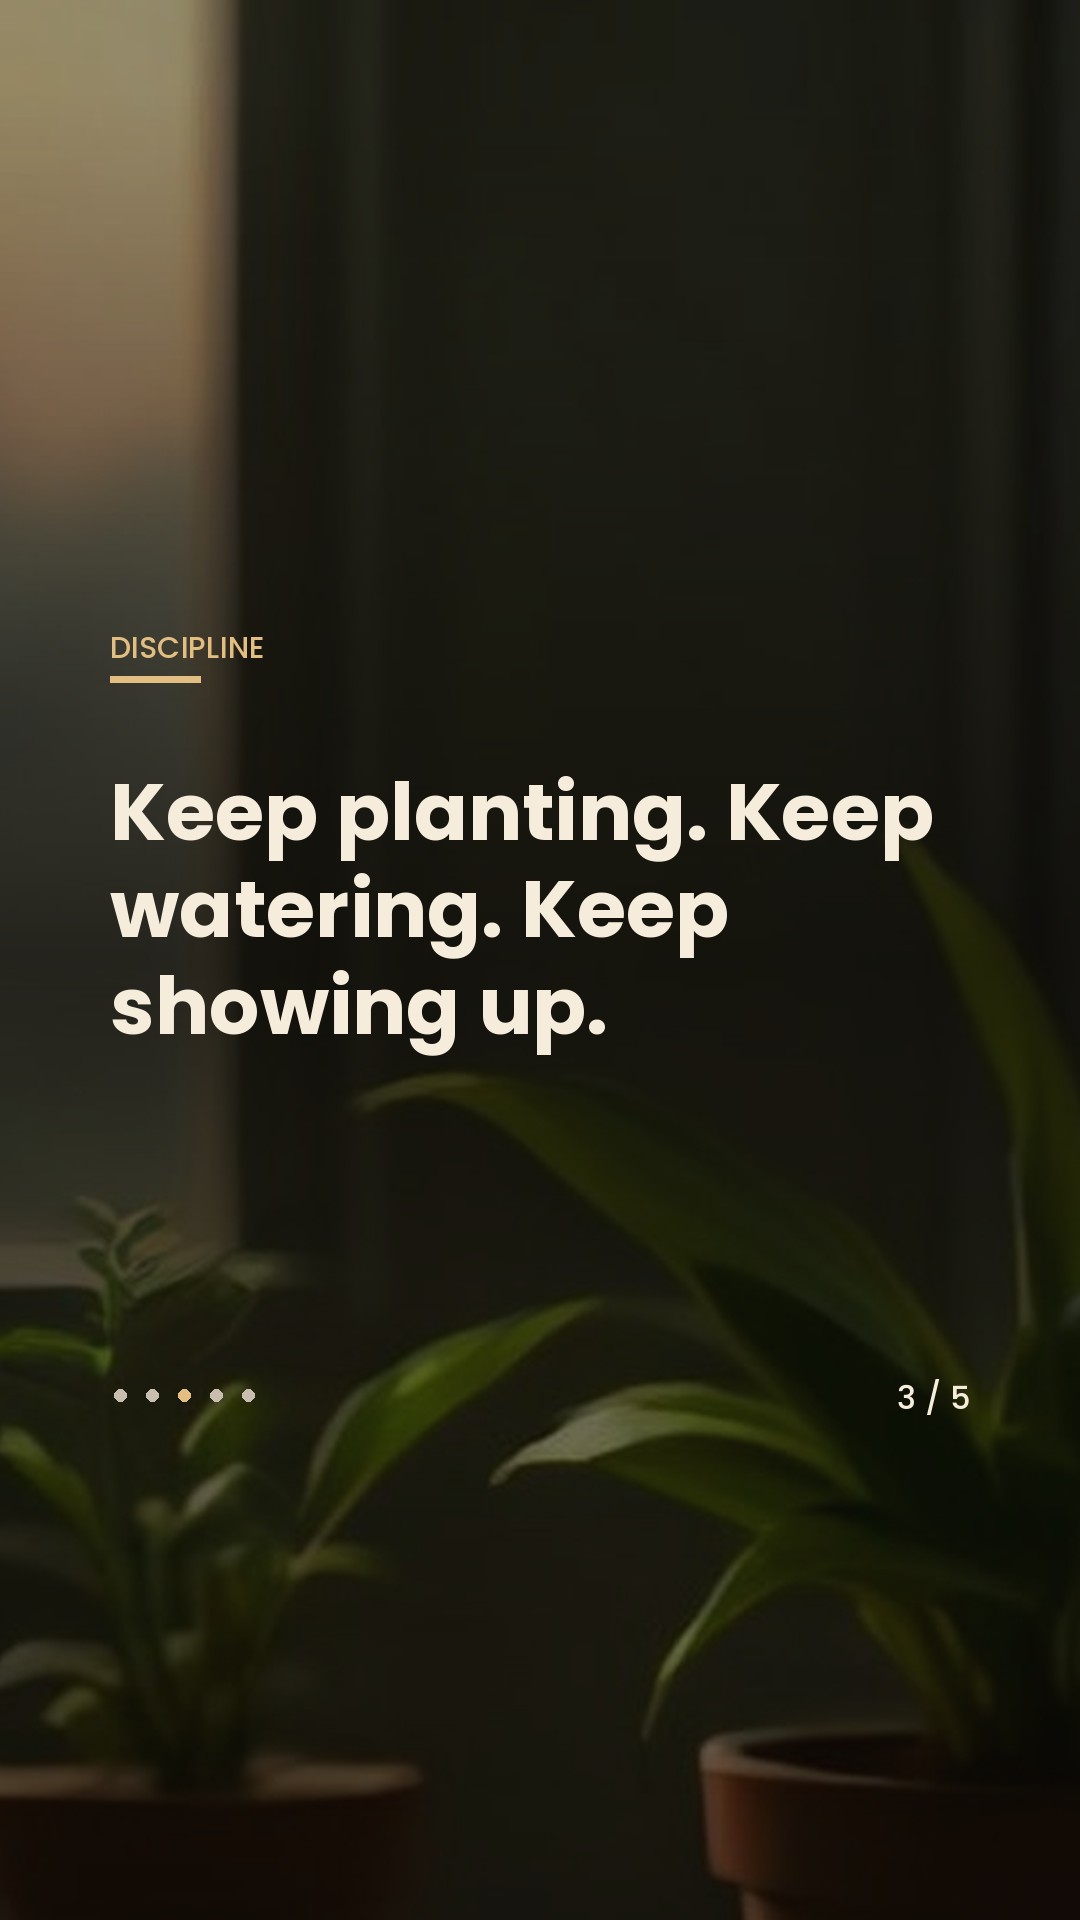 DISCIPLINE
Keep planting. Keep
watering. Keep
showing up.
3 / 5